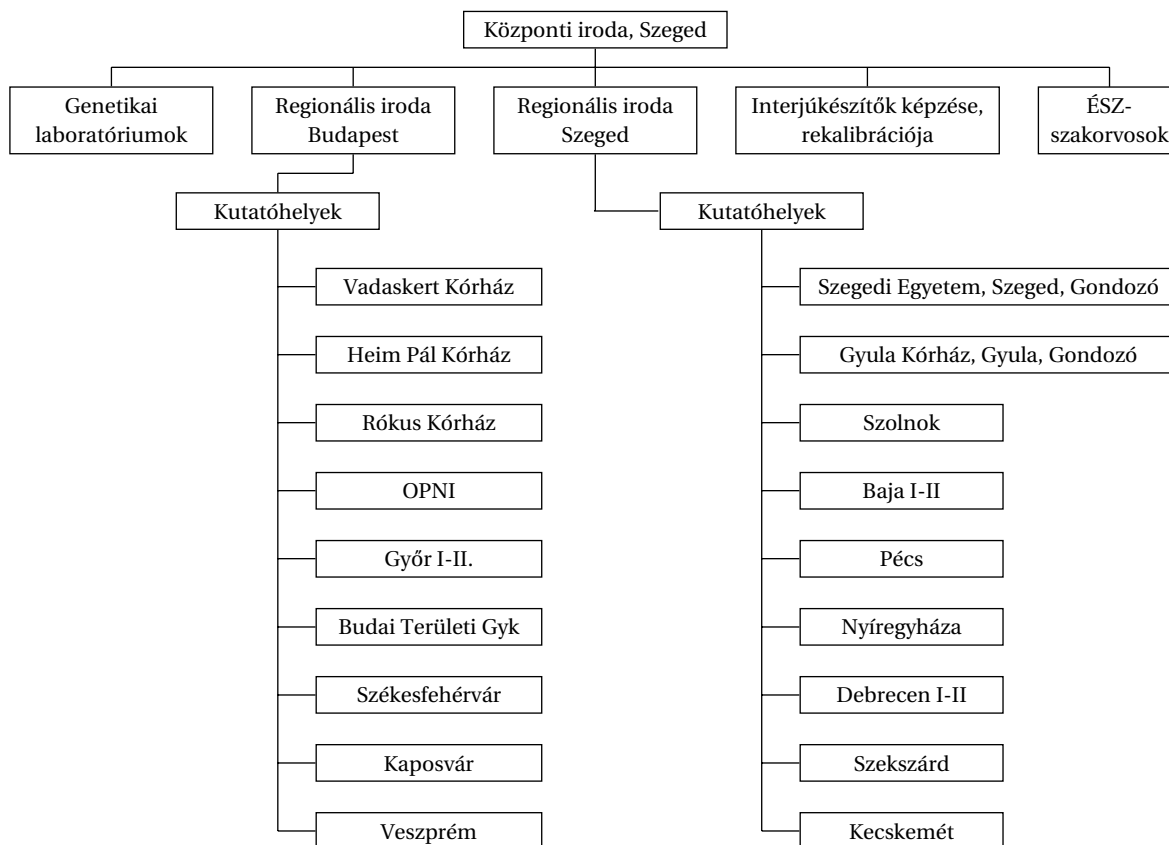 Központi iroda, Szeged
Genetikai
laboratóriumok
Regionális iroda
Budapest
Regionális iroda
Szeged
Interjúkészítők képzése,
rekalibrációja
ÉSZ-
szakorvosok
Kutatóhelyek
Kutatóhelyek
Vadaskert Kórház
Heim Pál Kórház
Rókus Kórház
OPNI
Győr I-II.
Budai Területi Gyk
Székesfehérvár
Kaposvár
Veszprém
Szegedi Egyetem, Szeged, Gondozó
Gyula Kórház, Gyula, Gondozó
Szolnok
Baja I-II
Pécs
Nyíregyháza
Debrecen I-II
Szekszárd
Kecskemét